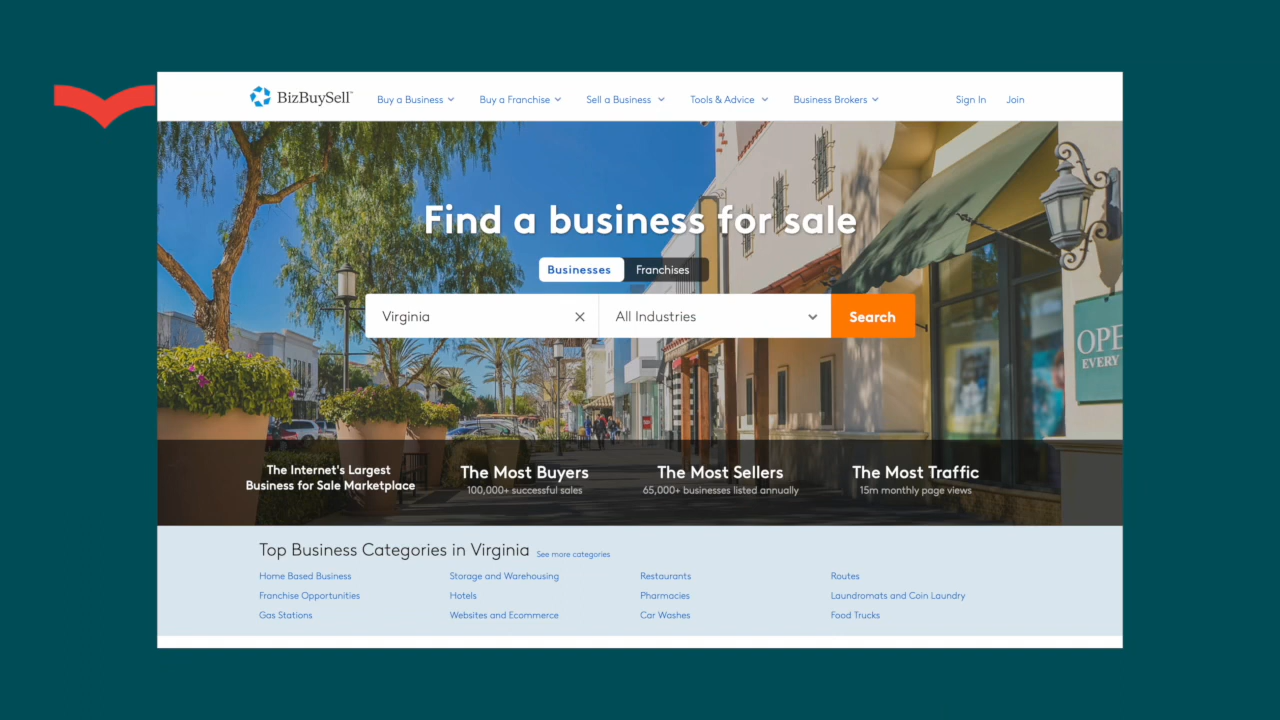 BizBuySell™
Buy a Business
Buy a Franchise
Sell a Business
Tools & Advice
Business Brokers
Sign In
Join
Find a business for sale
Businesses
Franchises
Virginia
All Industries
Search
OPE
EVERY
The Internet's Largest
Business for Sale Marketplace
The Most Buyers
100,000+ successful sales
The Most Sellers
65,000+ businesses listed annually
The Most Traffic
15m monthly page views
Top Business Categories in Virginia
See more categories
Home Based Business
Storage and Warehousing
Restaurants
Routes
Franchise Opportunities
Hotels
Pharmacies
Laundromats and Coin Laundry
Gas Stations
Websites and Ecommerce
Car Washes
Food Trucks